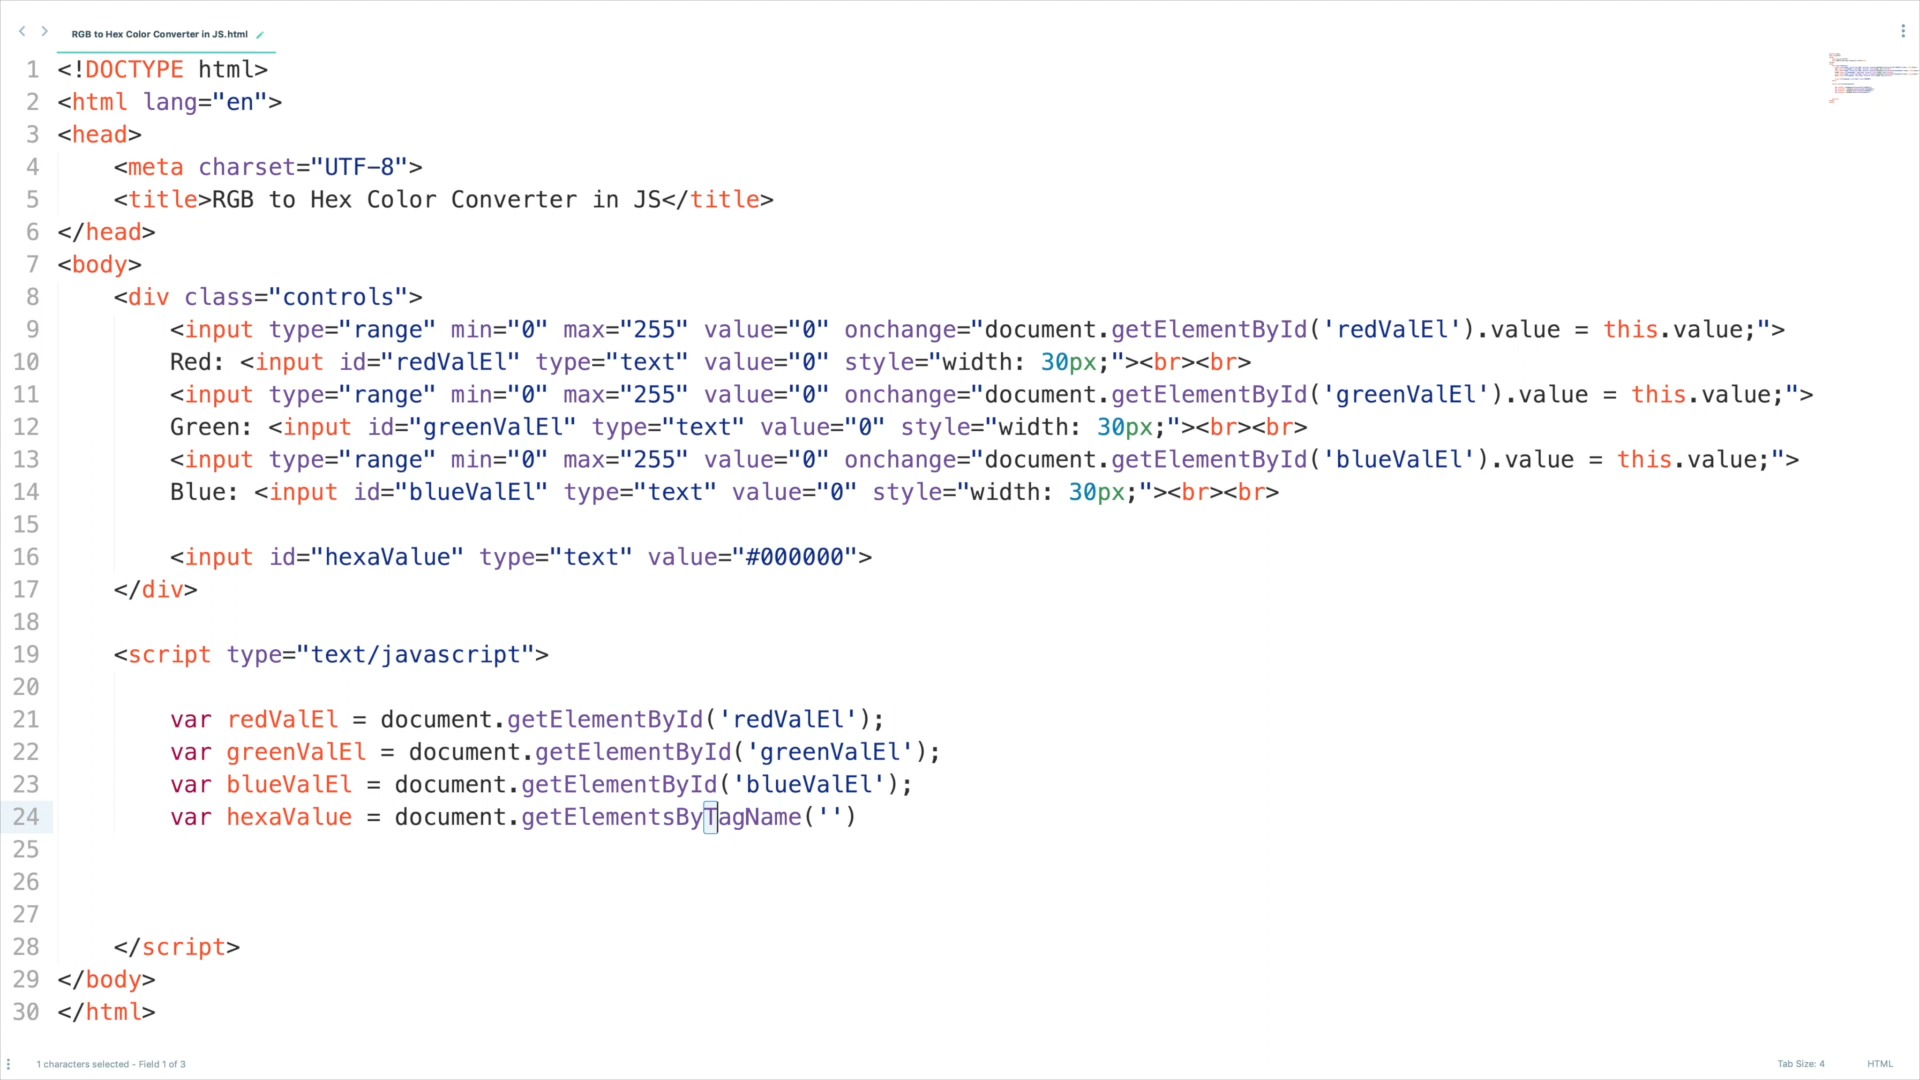 RGB to Hex Color Converter in JS.html
1 <!DOCTYPE html>
2 <html lang="en">
3 <head>
4 <meta charset="UTF-8">
5 <title>RGB to Hex Color Converter in JS</title>
6 </head>
7 <body>
8 <div class="controls">
9 <input type="range" min="0" max="255" value="0" onchange="document.getElementById('redValEl').value = this.value;">
10 Red: <input id="redValEl" type="text" value="0" style="width: 30px;"><br><br>
11 <input type="range" min="0" max="255" value="0" onchange="document.getElementById('greenValEl').value = this.value;">
12 Green: <input id="greenValEl" type="text" value="0" style="width: 30px;"><br><br>
13 <input type="range" min="0" max="255" value="0" onchange="document.getElementById('blueValEl').value = this.value;">
14 Blue: <input id="blueValEl" type="text" value="0" style="width: 30px;"><br><br>
15
16 <input id="hexaValue" type="text" value="#000000">
17 </div>
18
19 <script type="text/javascript">
20
21 var redValEl = document.getElementById('redValEl');
22 var greenValEl = document.getElementById('greenValEl');
23 var blueValEl = document.getElementById('blueValEl');
24 var hexaValue = document.getElementsByTagName('')
25
26
27
28 </script>
29 </body>
30 </html>
1 characters selected - Field 1 of 3
Tab Size: 4
HTML